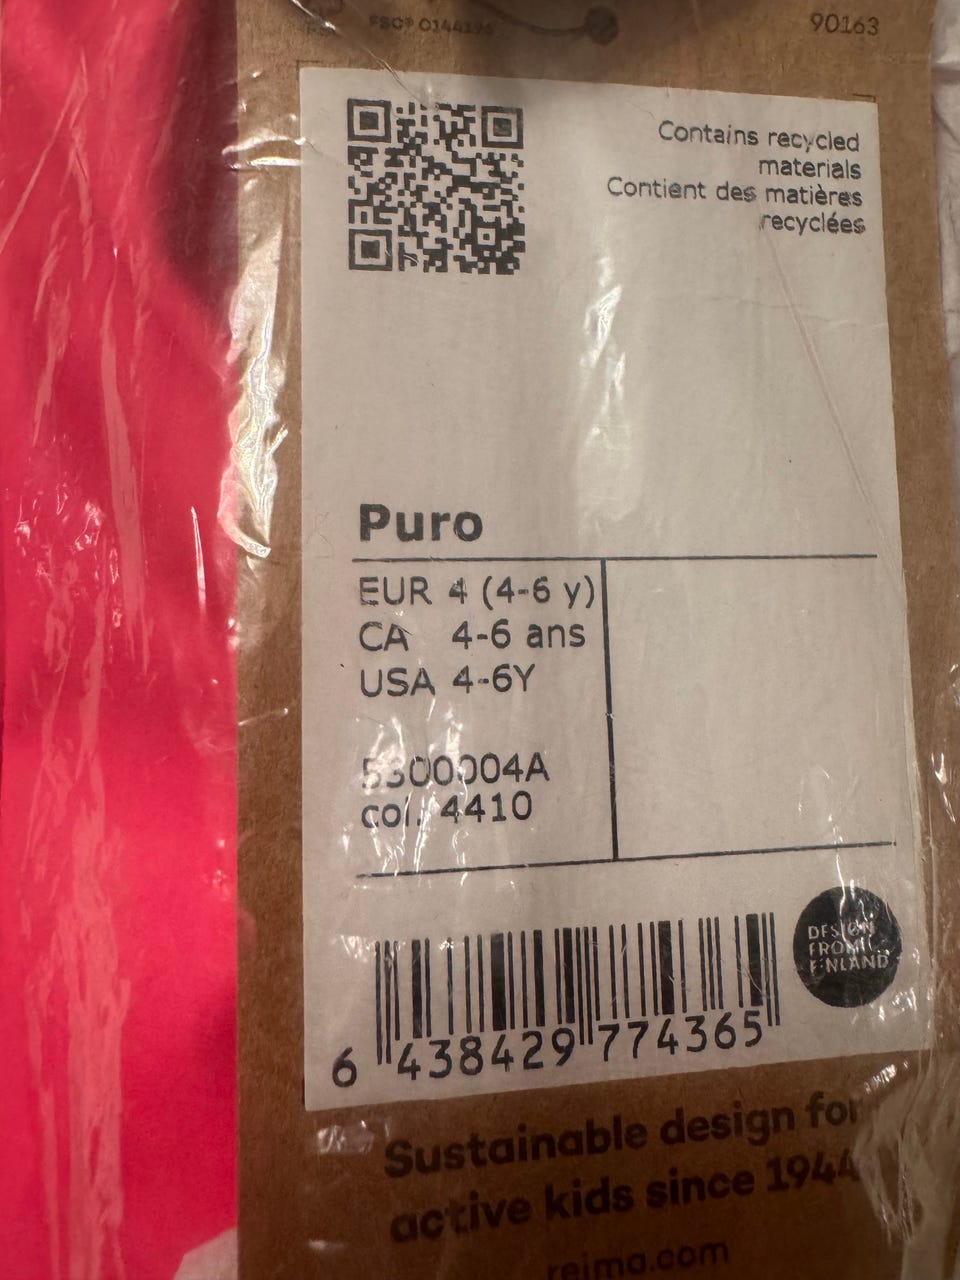 FSC® C144195
90163
Contains recycled
materials
Contient des matières
recyclées
Puro
EUR 4 (4-6 y)
CA 4-6 ans
USA 4-6Y
5300004A
col. 4410
DESIGN
FROM
FINLAND
6 438429 774365
Sustainable design for
active kids since 1944
reima.com